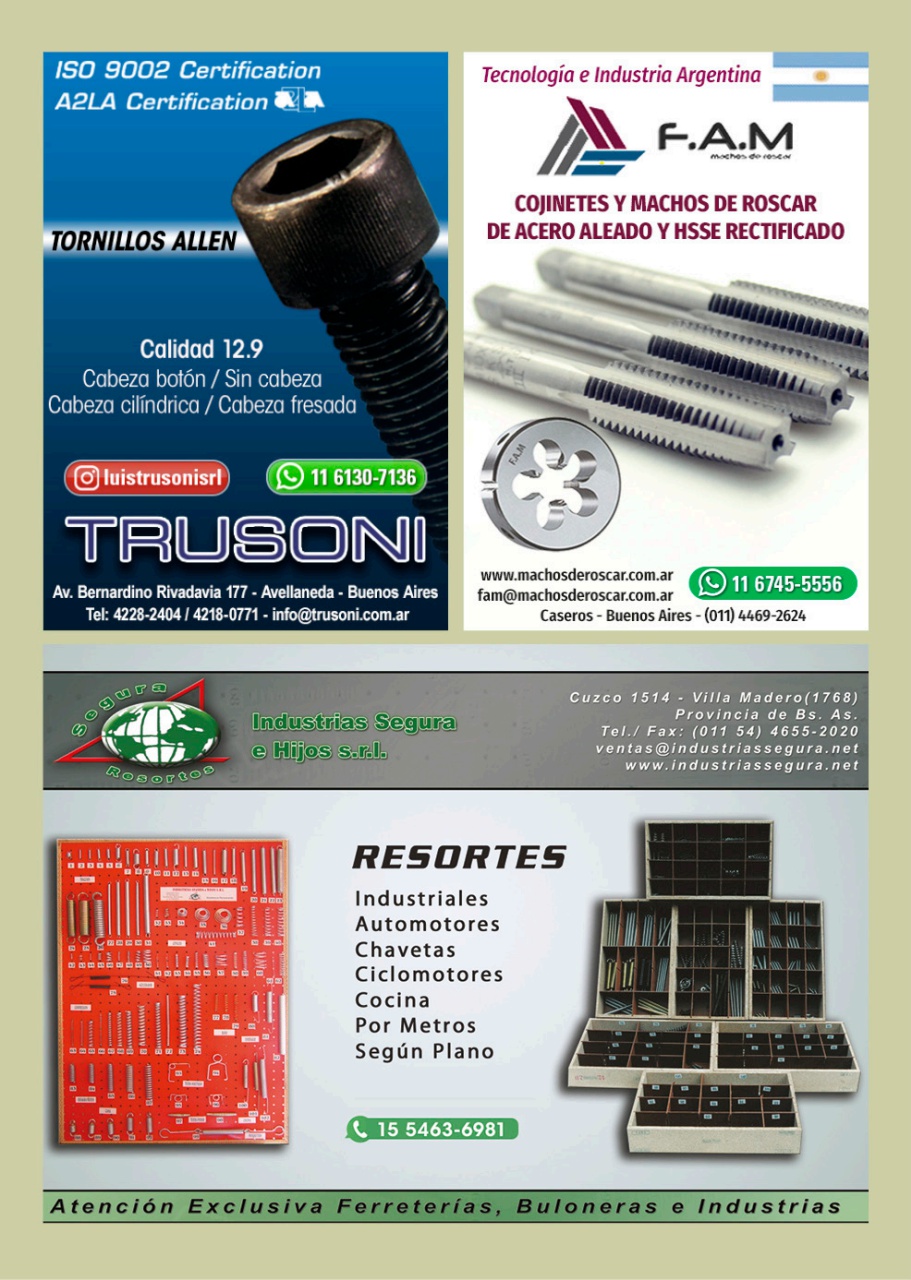 ISO 9002 Certification
A2LA Certification
TORNILLOS ALLEN
Calidad 12.9
Cabeza botón / Sin cabeza
Cabeza cilíndrica / Cabeza fresada
luistrusonisrl
11 6130-7136
TRUSONI
Av. Bernardino Rivadavia 177 - Avellaneda - Buenos Aires
Tel: 4228-2404 / 4218-0771 - info@trusoni.com.ar
Tecnología e Industria Argentina
F.A.M
machos de roscar
COJINETES Y MACHOS DE ROSCAR
DE ACERO ALEADO Y HSSE RECTIFICADO
F.A.M
www.machosderoscar.com.ar
fam@machosderoscar.com.ar
11 6745-5556
Caseros - Buenos Aires - (011) 4469-2624
Segura
Resortes
Industrias Segura
e Hijos s.r.l.
Cuzco 1514 - Villa Madero(1768)
Provincia de Bs. As.
Tel./ Fax: (011 54) 4655-2020
ventas@industriassegura.net
www.industriassegura.net
RESORTES
Industriales
Automotores
Chavetas
Ciclomotores
Cocina
Por Metros
Según Plano
15 5463-6981
Atención Exclusiva Ferreterías, Buloneras e Industrias